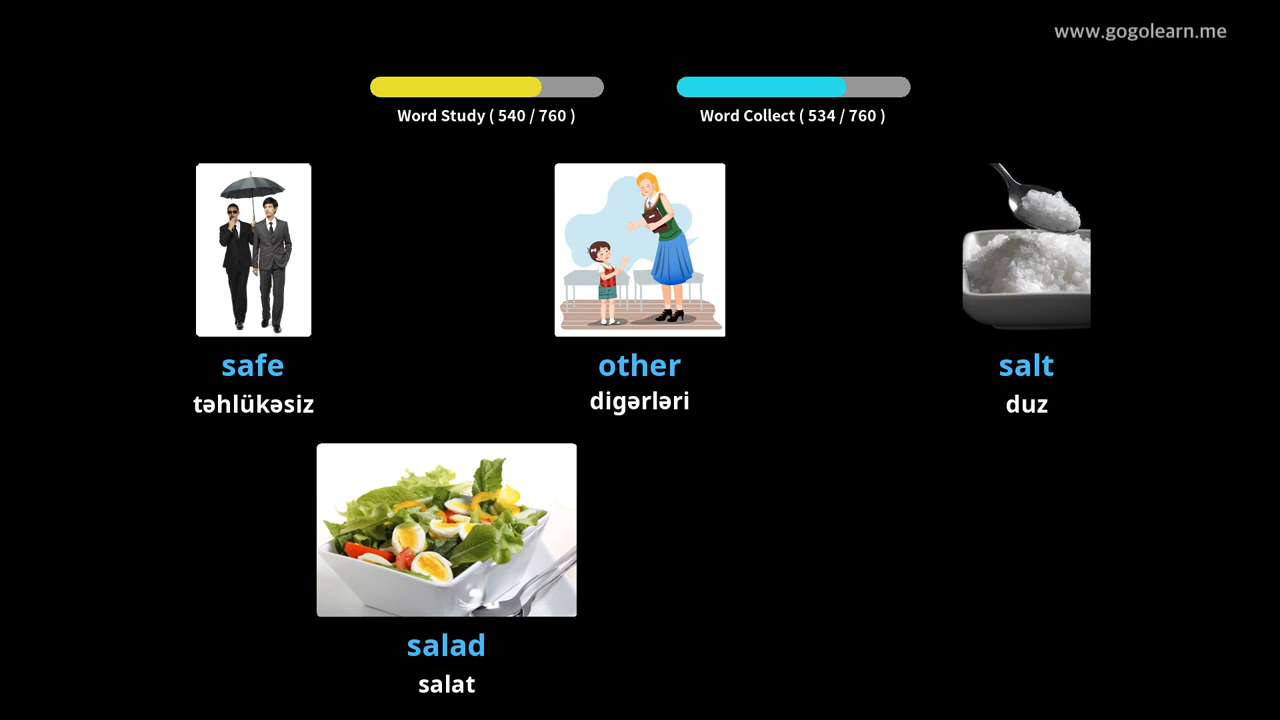 www.gogolearn.me
Word Study ( 540 / 760 )
Word Collect ( 534 / 760 )
safe
təhlükəsiz
other
digərləri
salt
duz
salad
salat